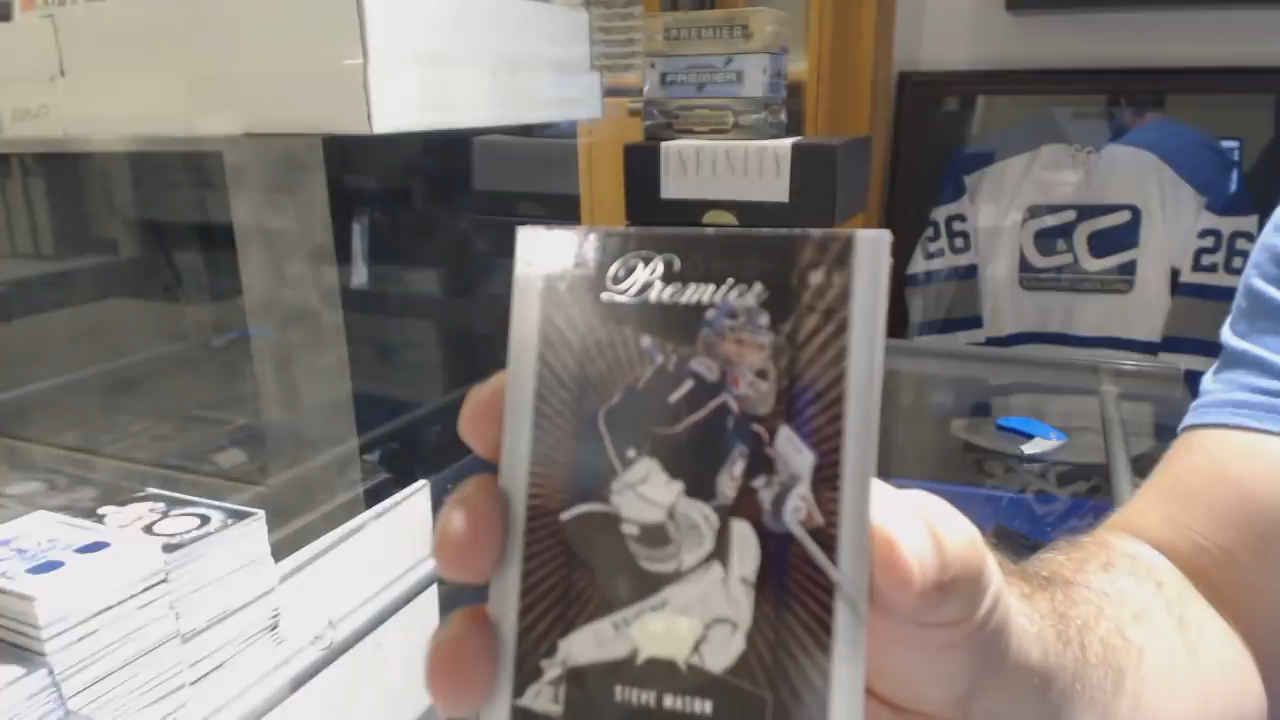 PREMIER
PREMIER
INFINITY
26
CC
26
Premier
STEVE MASON